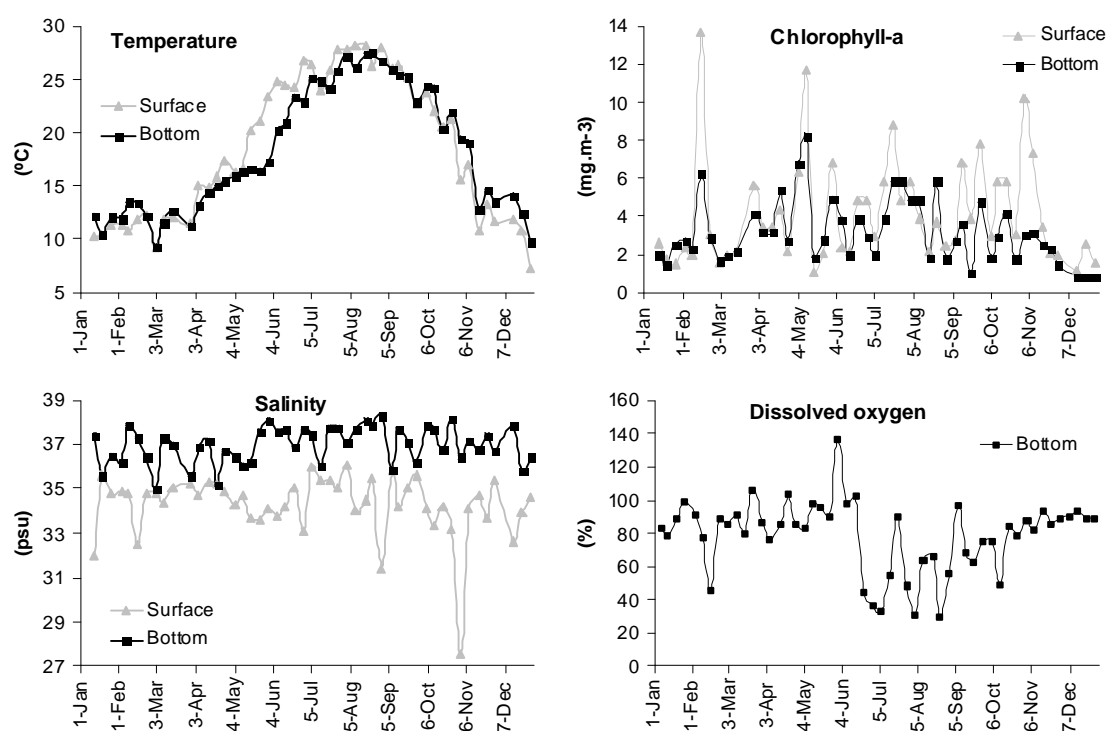 Temperature
(ºC)
30
25
20
15
10
5
Surface
Bottom
1-Jan
1-Feb
3-Mar
3-Apr
4-May
4-Jun
5-Jul
5-Aug
5-Sep
6-Oct
6-Nov
7-Dec
Chlorophyll-a
(mg.m-3)
14
12
10
8
6
4
2
0
Surface
Bottom
1-Jan
1-Feb
3-Mar
3-Apr
4-May
4-Jun
5-Jul
5-Aug
5-Sep
6-Oct
6-Nov
7-Dec
Salinity
(psu)
39
37
35
33
31
29
27
Surface
Bottom
1-Jan
1-Feb
3-Mar
3-Apr
4-May
4-Jun
5-Jul
5-Aug
5-Sep
6-Oct
6-Nov
7-Dec
Dissolved oxygen
(%)
160
140
120
100
80
60
40
20
0
Bottom
1-Jan
1-Feb
3-Mar
3-Apr
4-May
4-Jun
5-Jul
5-Aug
5-Sep
6-Oct
6-Nov
7-Dec